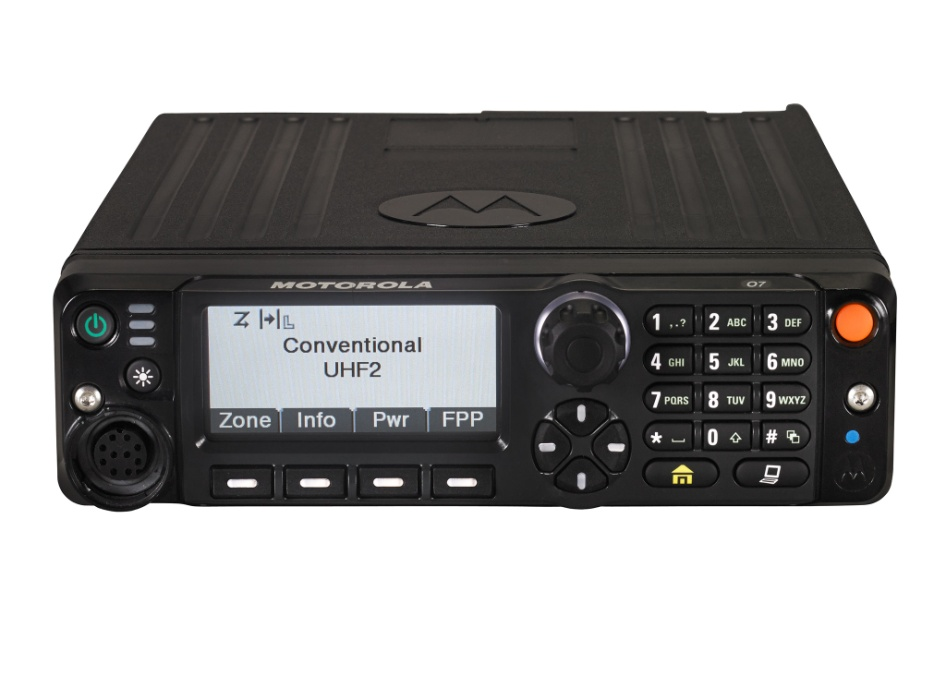 MOTOROLA
O7
Conventional
UHF2
Zone Info Pwr FPP
1 ,.? 2 ABC 3 DEF
4 GHI 5 JKL 6 MNO
7 PQRS 8 TUV 9 WXYZ
* 0 #